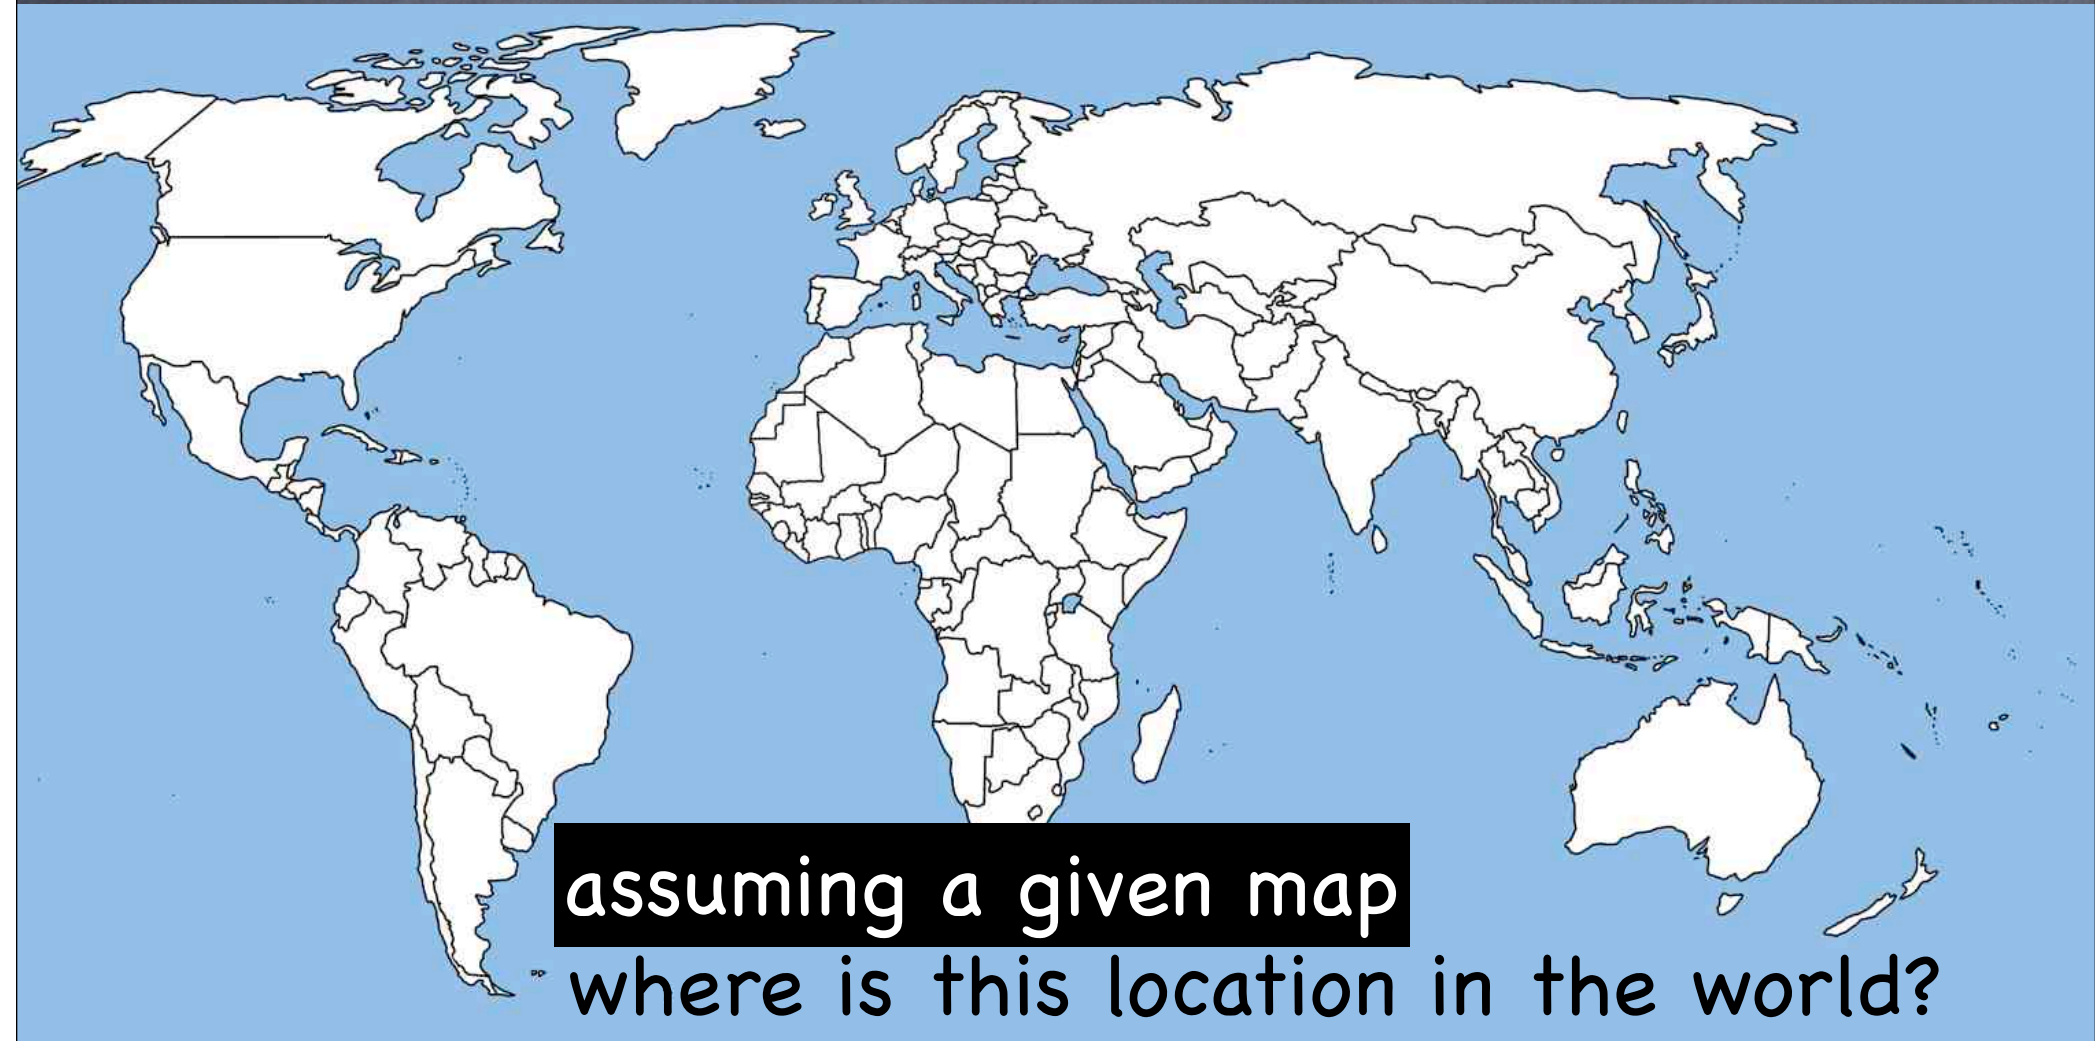 assuming a given map
where is this location in the world?